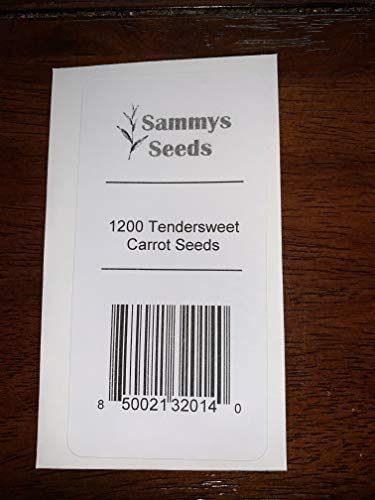 Sammys
Seeds
1200 Tendersweet
Carrot Seeds
8 50021 32014 0